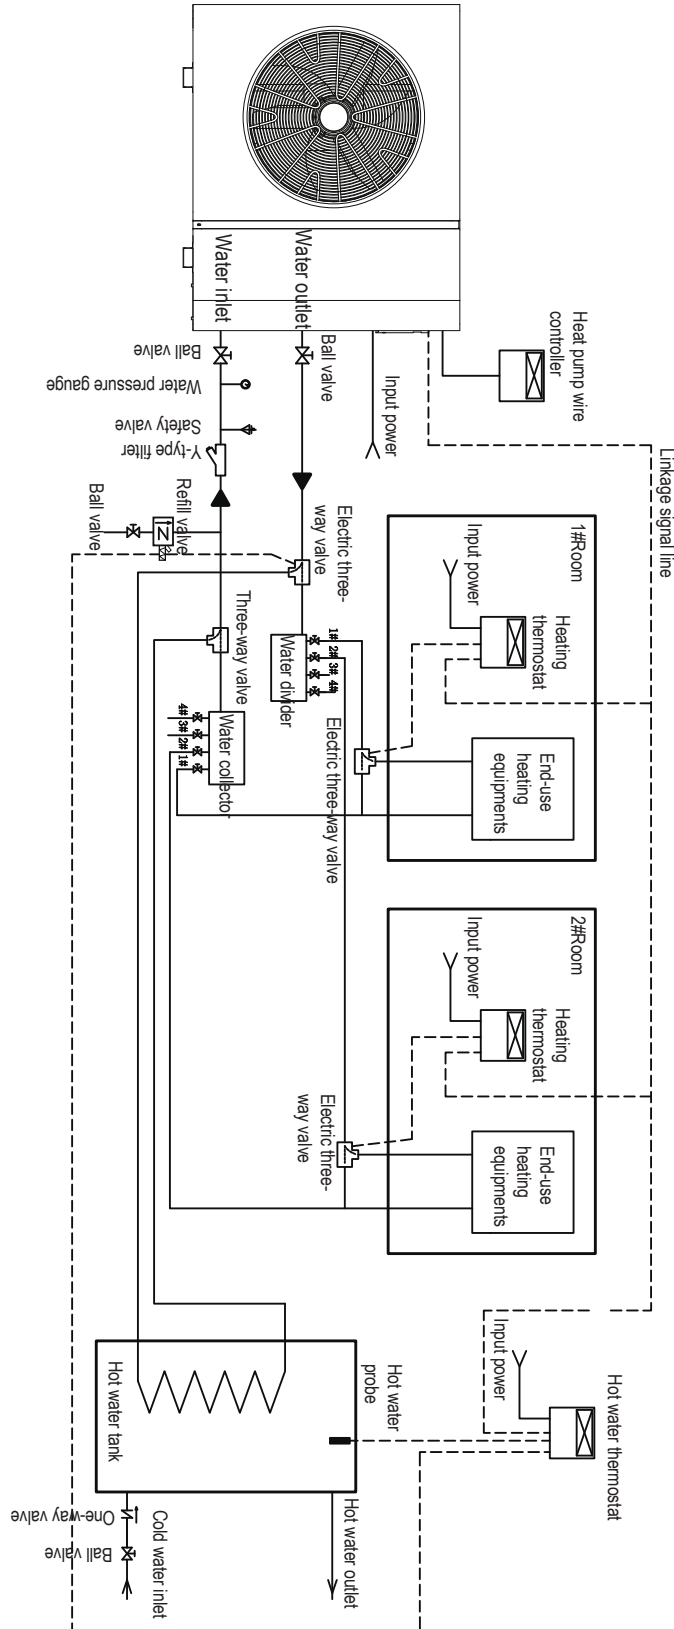 Water inlet
Water outlet
Ball valve
Water pressure gauge
Safety valve
Y-type filter
Ball valve
Input power
Heat pump wire
controller
Linkage signal line
Refill valve
Ball valve
Electric three-
way valve
Three-way valve
Water divider
1# 2# 3# 4#
Water collector
4# 3# 2# 1#
Electric three-way valve
1#Room
Input power
Heating
thermostat
End-use
heating
equipments
2#Room
Input power
Heating
thermostat
Electric three-
way valve
End-use
heating
equipments
Hot water tank
Hot water
probe
Input power
Hot water thermostat
One-way valve
Ball valve
Cold water inlet
Hot water outlet